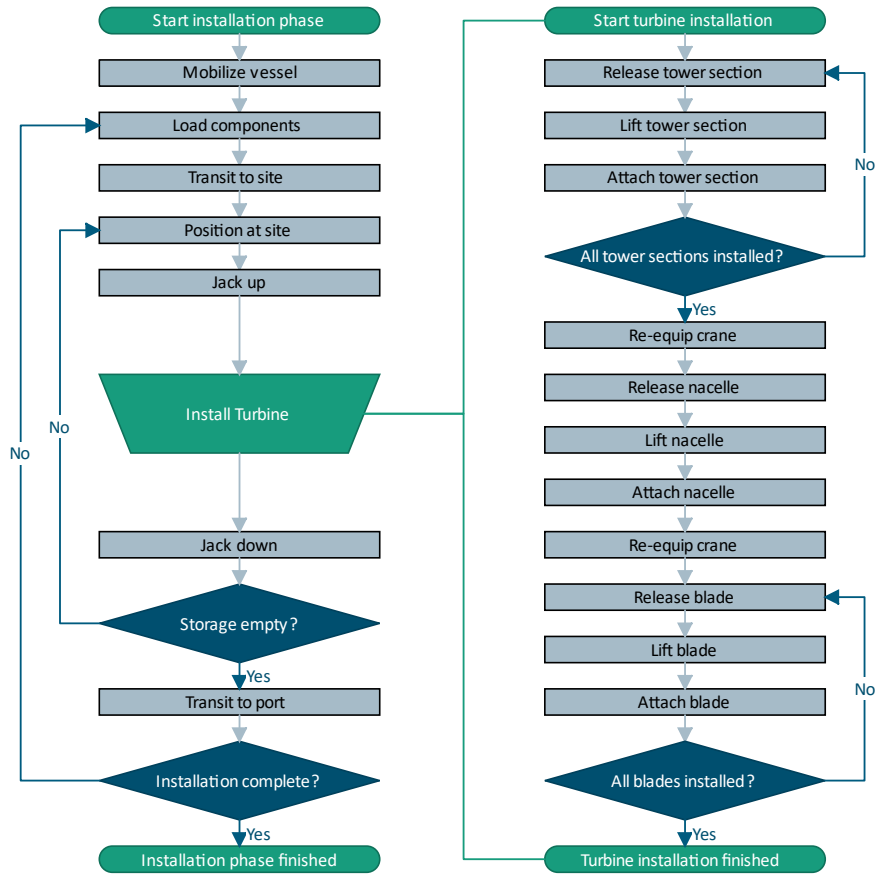 Start installation phase
Mobilize vessel
Load components
Transit to site
Position at site
Jack up
Install Turbine
No
No
Jack down
Storage empty?
Yes
Transit to port
Installation complete?
Yes
Installation phase finished
Start turbine installation
Release tower section
Lift tower section
No
Attach tower section
All tower sections installed?
Yes
Re-equip crane
Release nacelle
Lift nacelle
Attach nacelle
Re-equip crane
Release blade
Lift blade
No
Attach blade
All blades installed?
Yes
Turbine installation finished